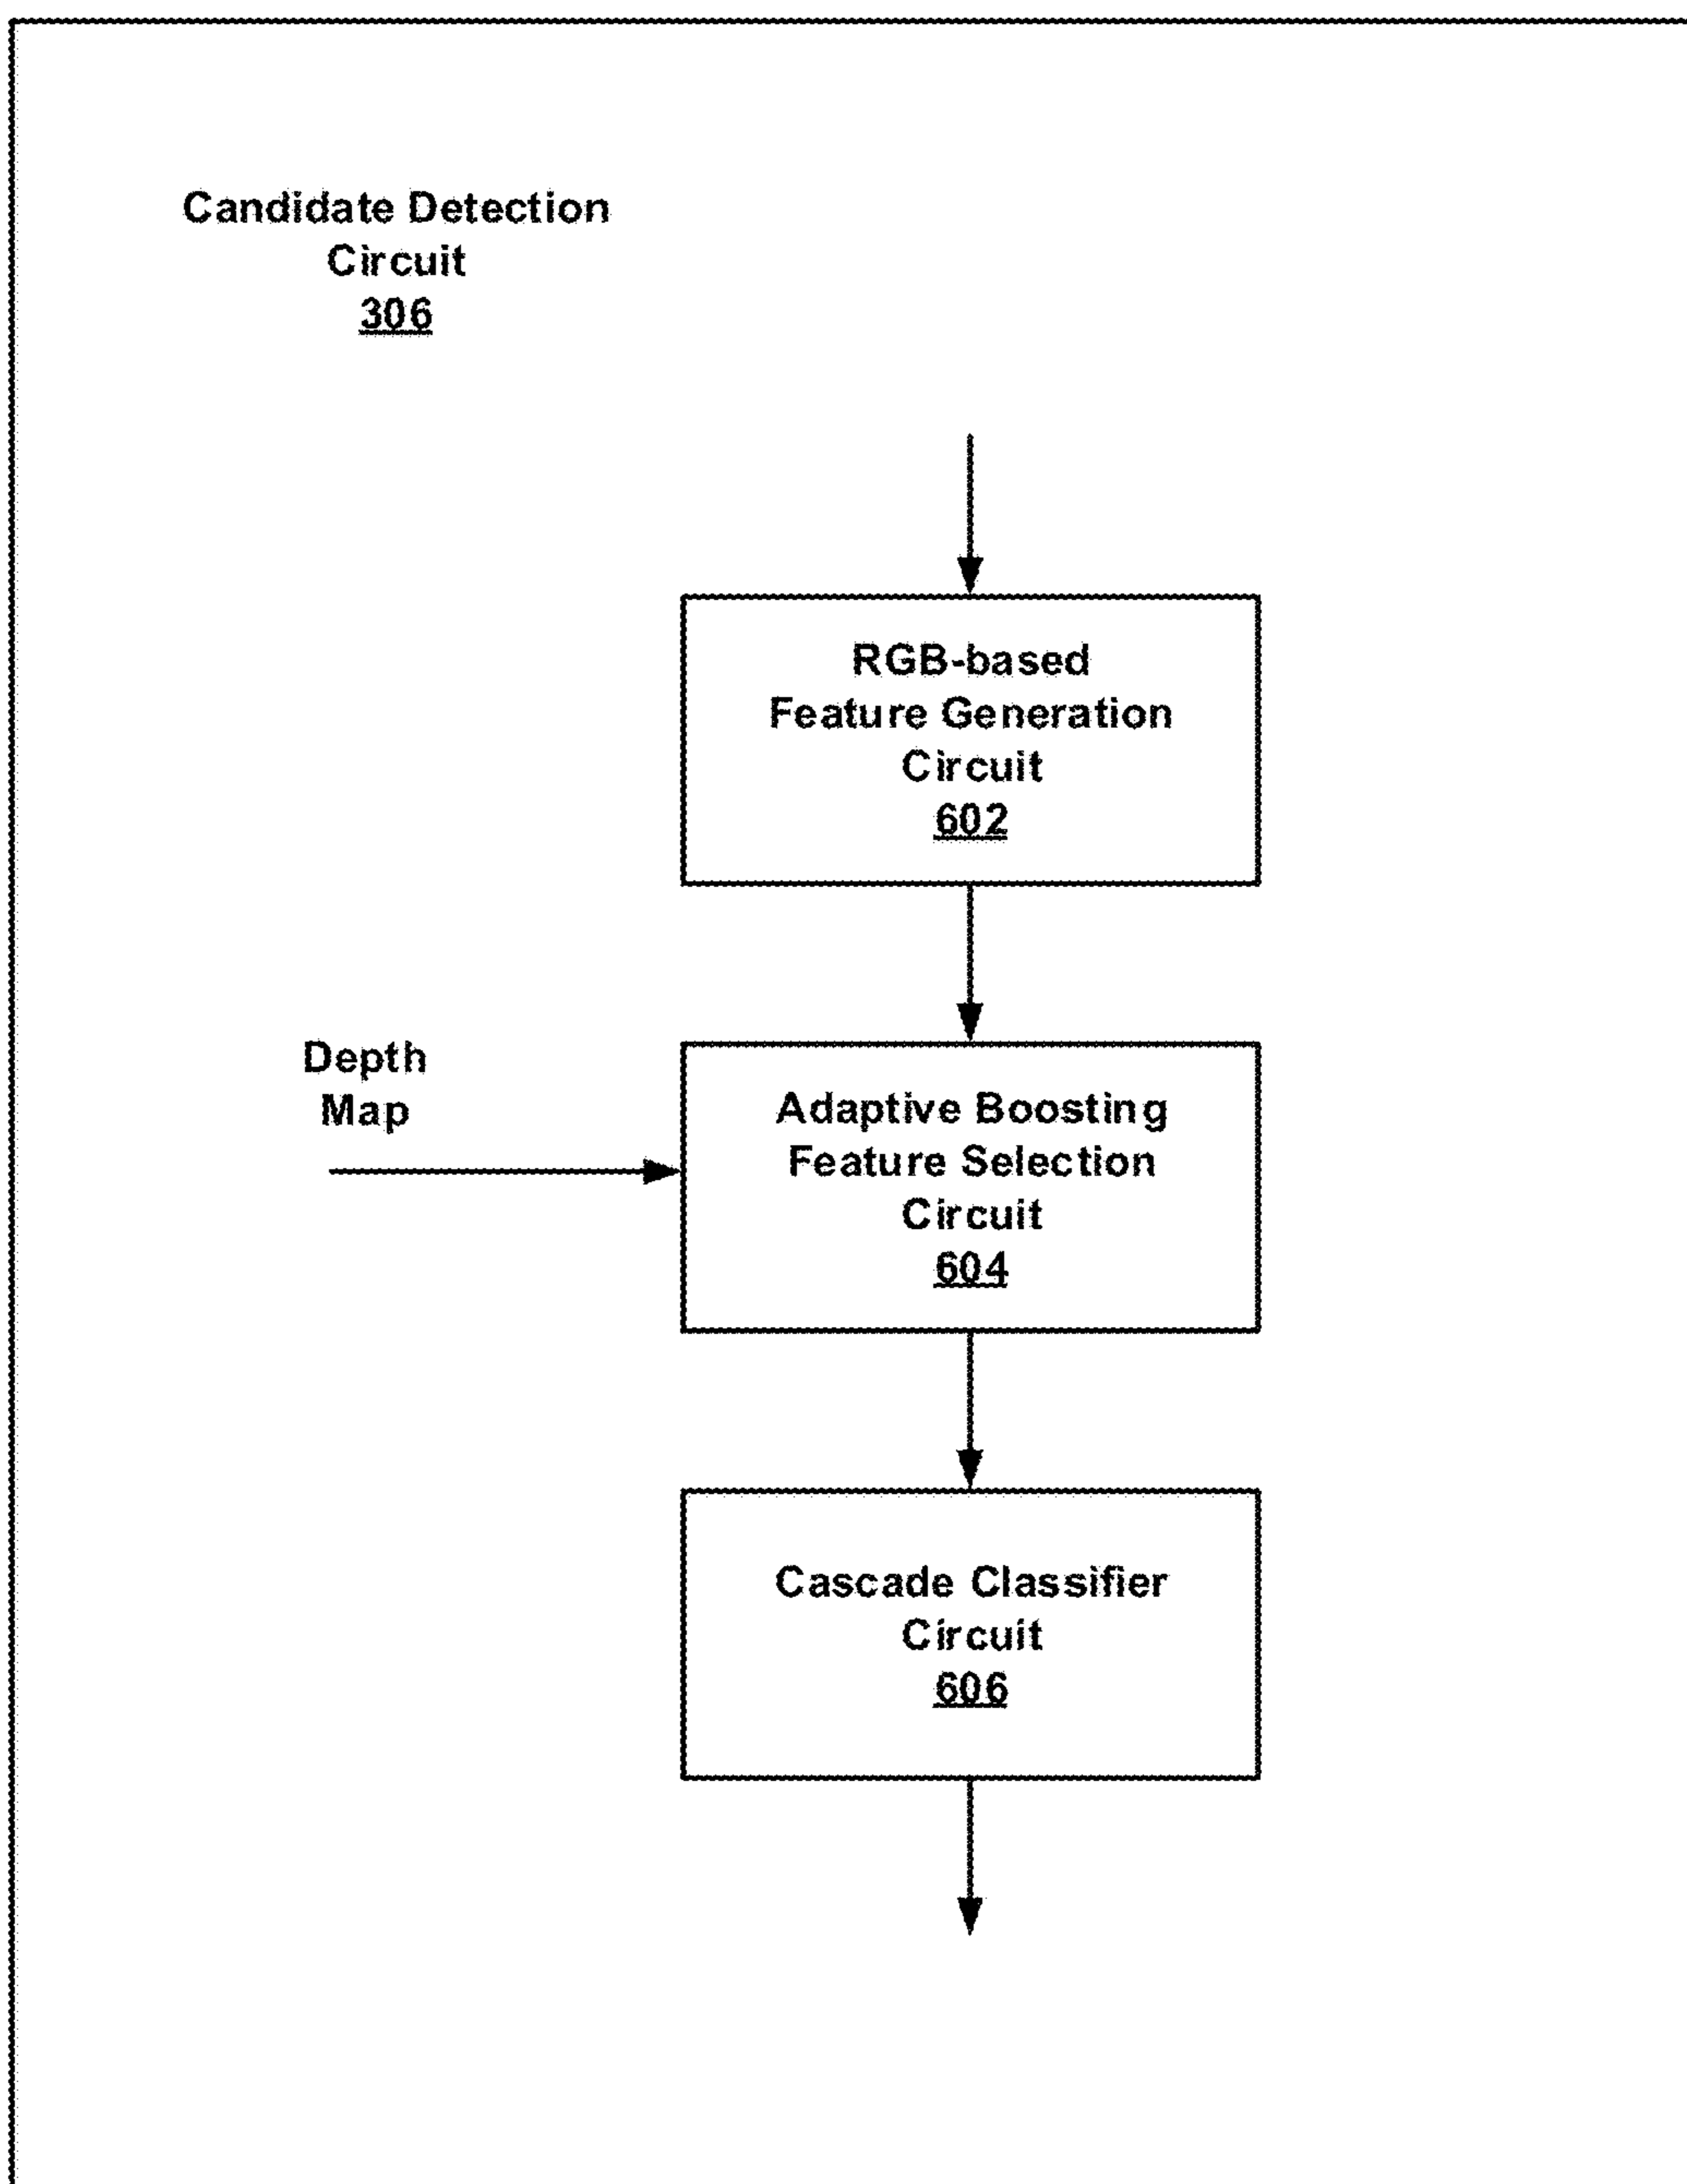 Candidate Detection
Circuit
306
RGB-based
Feature Generation
Circuit
602
Depth
Map
Adaptive Boosting
Feature Selection
Circuit
604
Cascade Classifier
Circuit
606